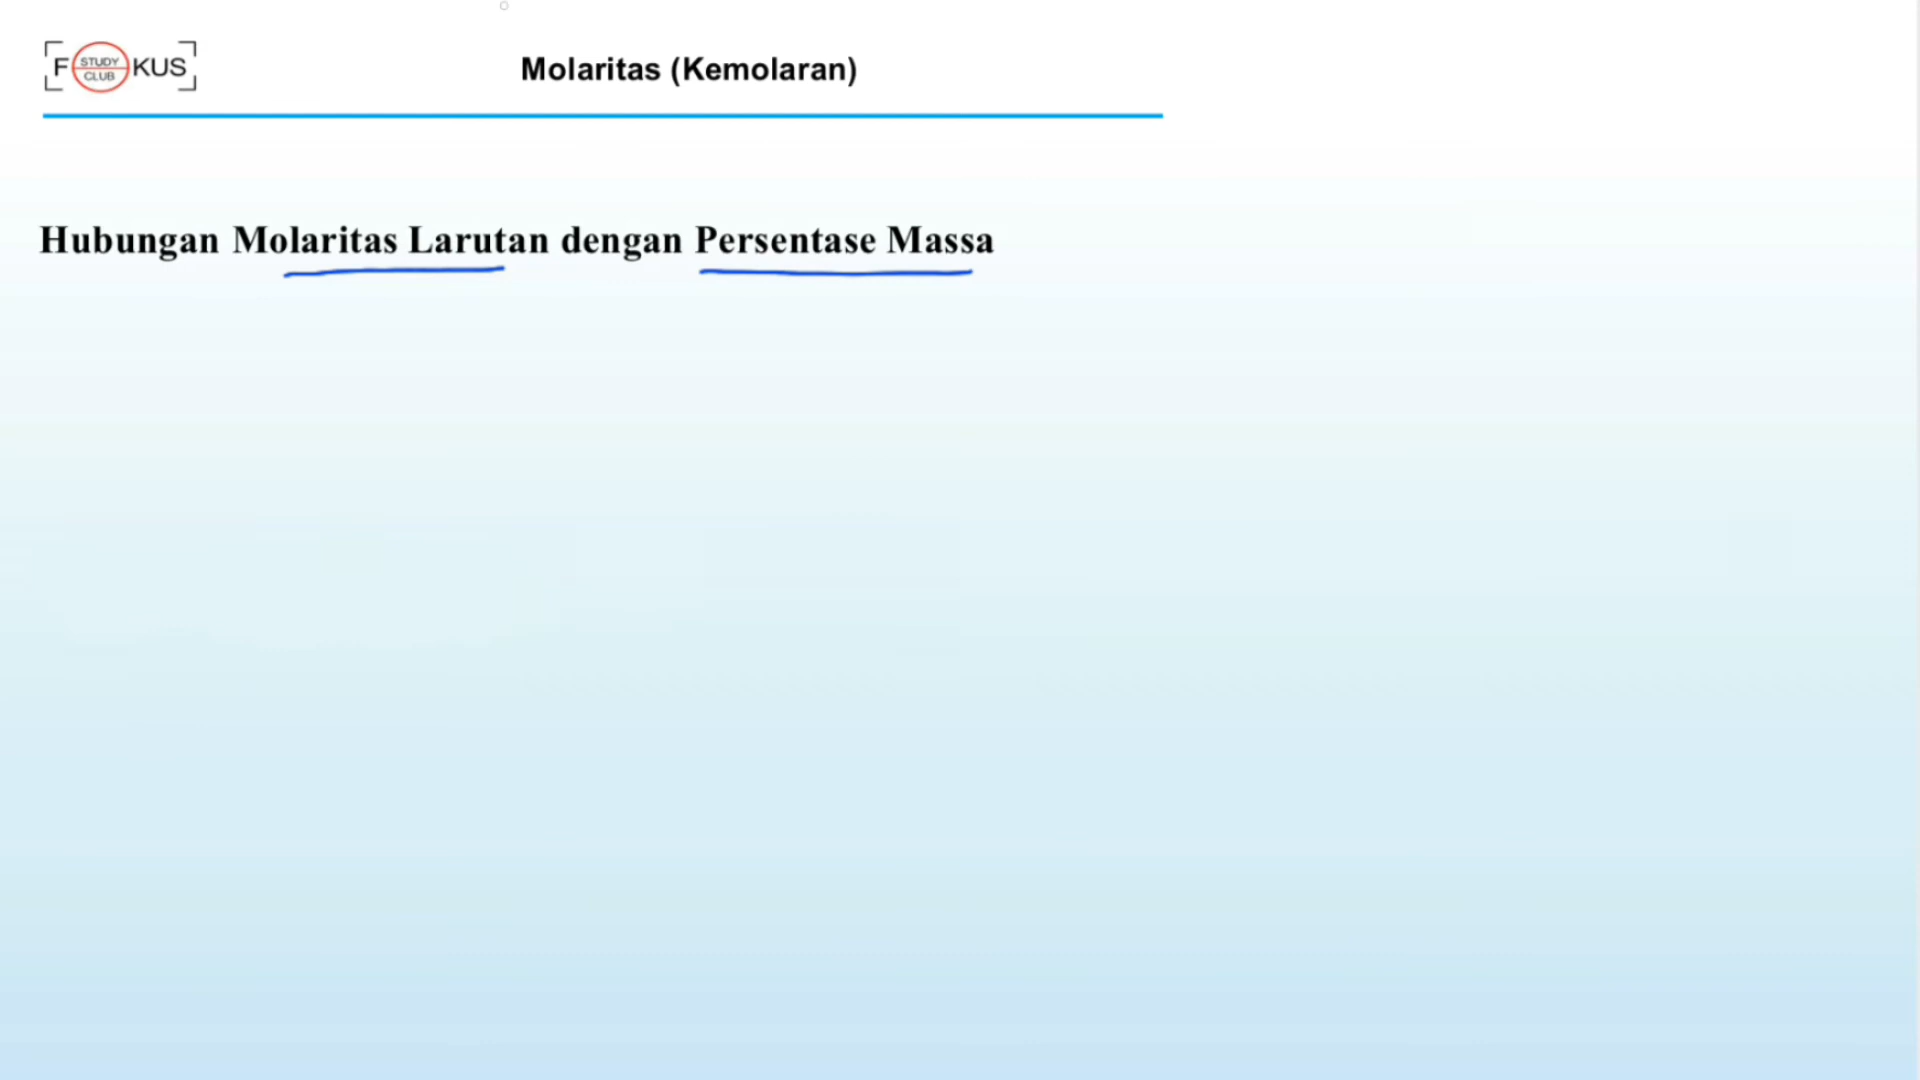 F STUDY CLUB KUS
Molaritas (Kemolaran)
Hubungan Molaritas Larutan dengan Persentase Massa